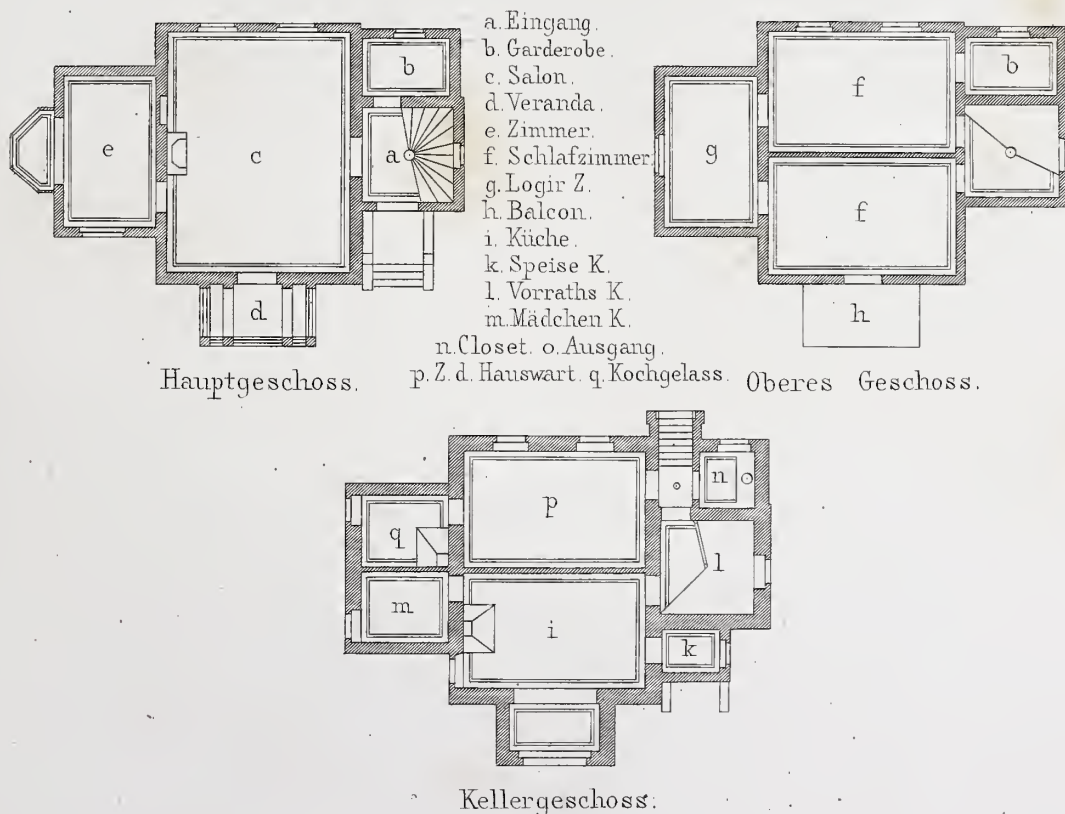 a. Eingang.
b. Garderobe.
c. Salon.
d. Veranda.
e. Zimmer.
f. Schlafzimmer.
g. Logir Z.
h. Balcon.
i. Küche.
k. Speise K.
l. Vorraths K.
m. Mädchen K.
n. Closet. o. Ausgang.
p. Z. d. Hauswart. q. Kochgelass.
e
c
b
a
d
Hauptgeschoss.
f
b
g
f
h
Oberes Geschoss.
p
o
n
q
l
m
i
k
Kellergeschoss.